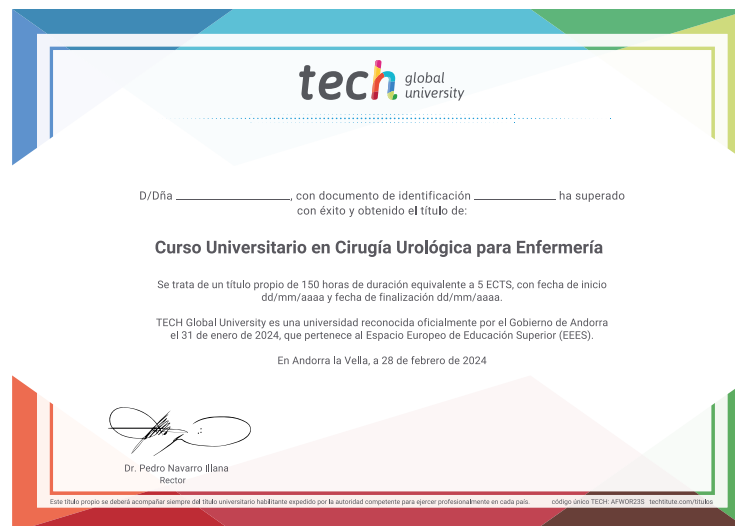 tech global university
D/Dña ____________, con documento de identificación ____________ ha superado
con éxito y obtenido el título de:
Curso Universitario en Cirugía Urológica para Enfermería
Se trata de un título propio de 150 horas de duración equivalente a 5 ECTS, con fecha de inicio
dd/mm/aaaa y fecha de finalización dd/mm/aaaa.
TECH Global University es una universidad reconocida oficialmente por el Gobierno de Andorra
el 31 de enero de 2024, que pertenece al Espacio Europeo de Educación Superior (EEES).
En Andorra la Vella, a 28 de febrero de 2024
Dr. Pedro Navarro Illana
Rector
Este título propio se deberá acompañar siempre del título universitario habilitante expedido por la autoridad competente para ejercer profesionalmente en cada país. código único TECH: AFWOR23S techtitute.com/titulos